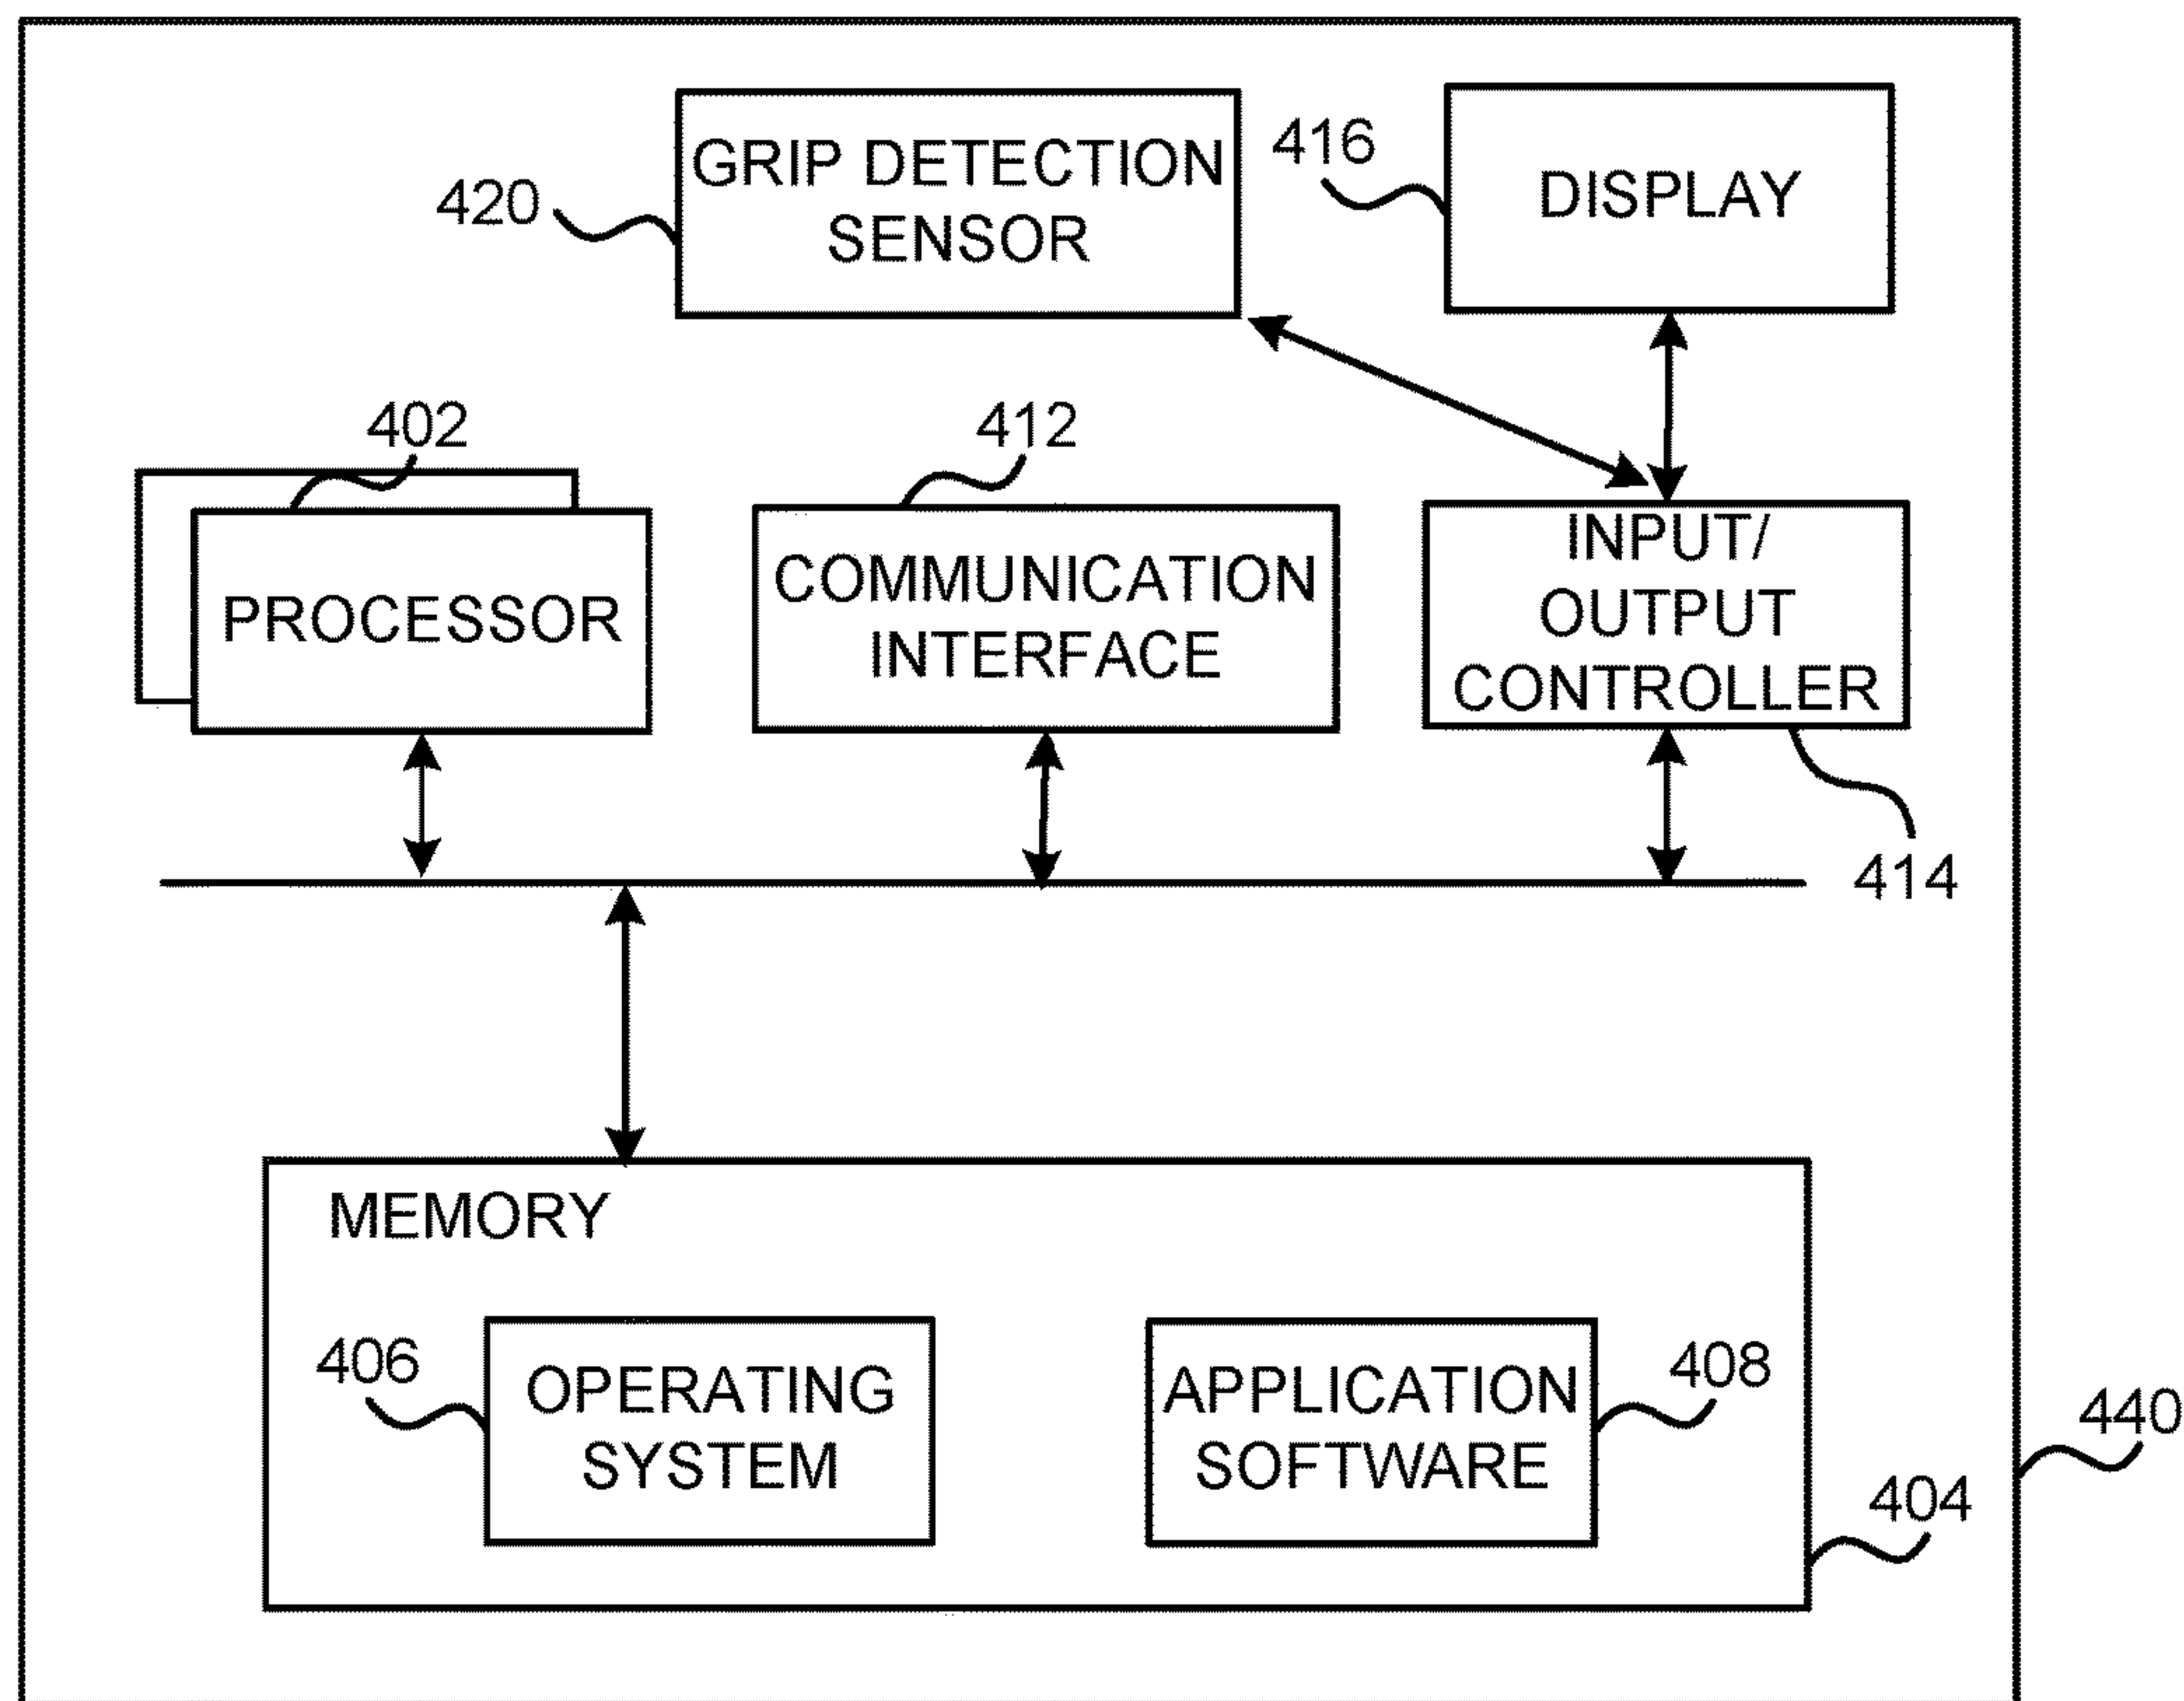 GRIP DETECTION
SENSOR
420
416
DISPLAY
402
PROCESSOR
412
COMMUNICATION
INTERFACE
INPUT/
OUTPUT
CONTROLLER
414
MEMORY
406
OPERATING
SYSTEM
APPLICATION
SOFTWARE
408
440
404